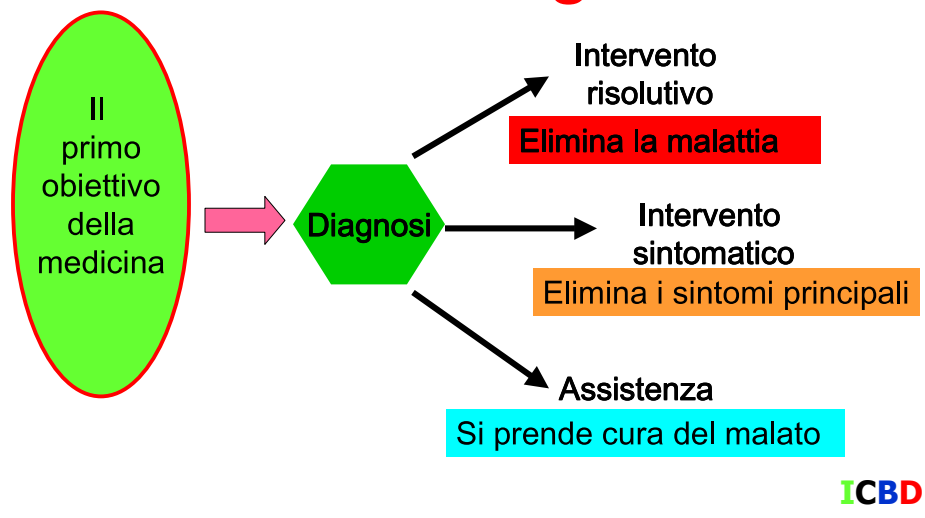 Il
primo
obiettivo
della
medicina
Diagnosi
Intervento
risolutivo
Elimina la malattia
Intervento
sintomatico
Elimina i sintomi principali
Assistenza
Si prende cura del malato
ICBD